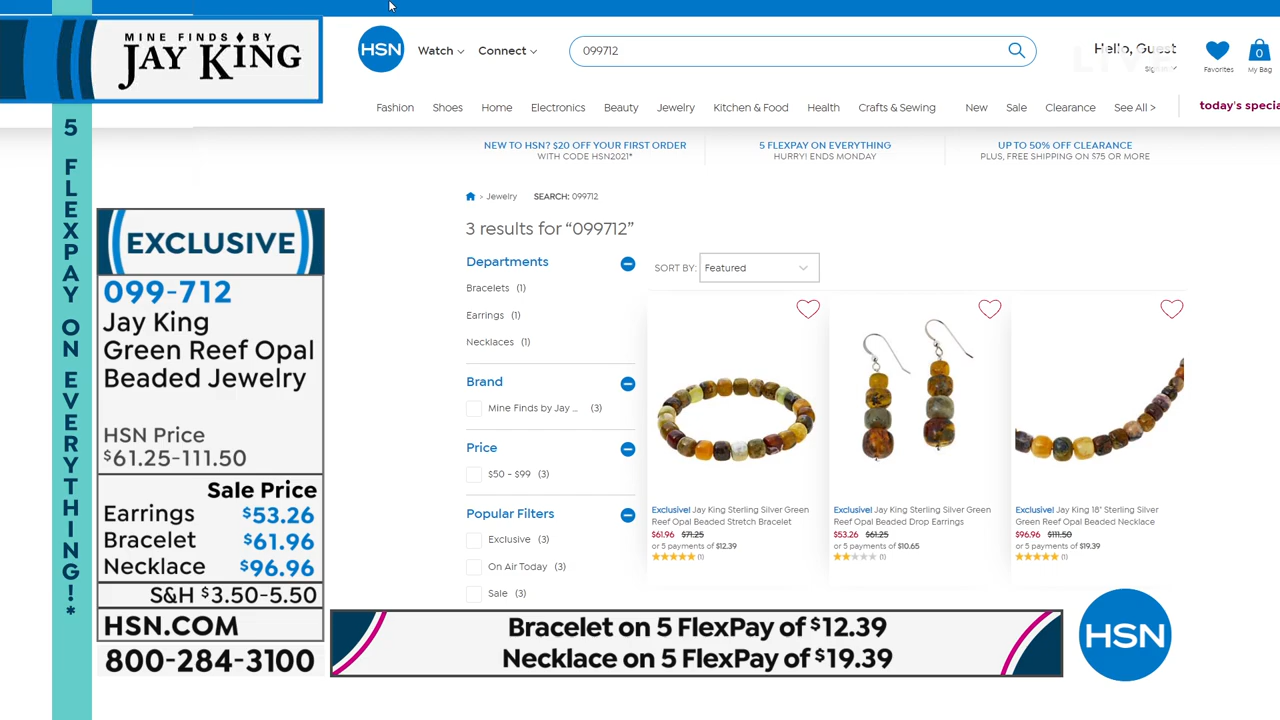 MINE FINDS BY
JAY KING
5 FLEXPAY ON EVERYTHING!*
EXCLUSIVE
099-712
Jay King
Green Reef Opal
Beaded Jewelry
HSN Price
$61.25-111.50
Sale Price
Earrings $53.26
Bracelet $61.96
Necklace $96.96
S&H $3.50-5.50
HSN.COM
800-284-3100
HSN
Watch
Connect
099712
Hello, Guest
LIVE
Favorites
0
My Bag
Fashion Shoes Home Electronics Beauty Jewelry Kitchen & Food Health Crafts & Sewing New Sale Clearance See All >
today's specia
NEW TO HSN? $20 OFF YOUR FIRST ORDER
WITH CODE HSN2021*
5 FLEXPAY ON EVERYTHING
HURRY! ENDS MONDAY
UP TO 50% OFF CLEARANCE
PLUS, FREE SHIPPING ON $75 OR MORE
> Jewelry SEARCH: 099712
3 results for “099712”
Departments
Bracelets (1)
Earrings (1)
Necklaces (1)
Brand
Mine Finds by Jay ... (3)
Price
$50 - $99 (3)
Popular Filters
Exclusive (3)
On Air Today (3)
Sale (3)
SORT BY: Featured
Exclusive! Jay King Sterling Silver Green
Reef Opal Beaded Stretch Bracelet
$61.96 $71.25
or 5 payments of $12.39
(1)
Exclusive! Jay King Sterling Silver Green
Reef Opal Beaded Drop Earrings
$53.26 $61.25
or 5 payments of $10.65
(1)
Exclusive! Jay King 18" Sterling Silver
Green Reef Opal Beaded Necklace
$96.96 $111.50
or 5 payments of $19.39
(1)
Bracelet on 5 FlexPay of $12.39
Necklace on 5 FlexPay of $19.39
HSN